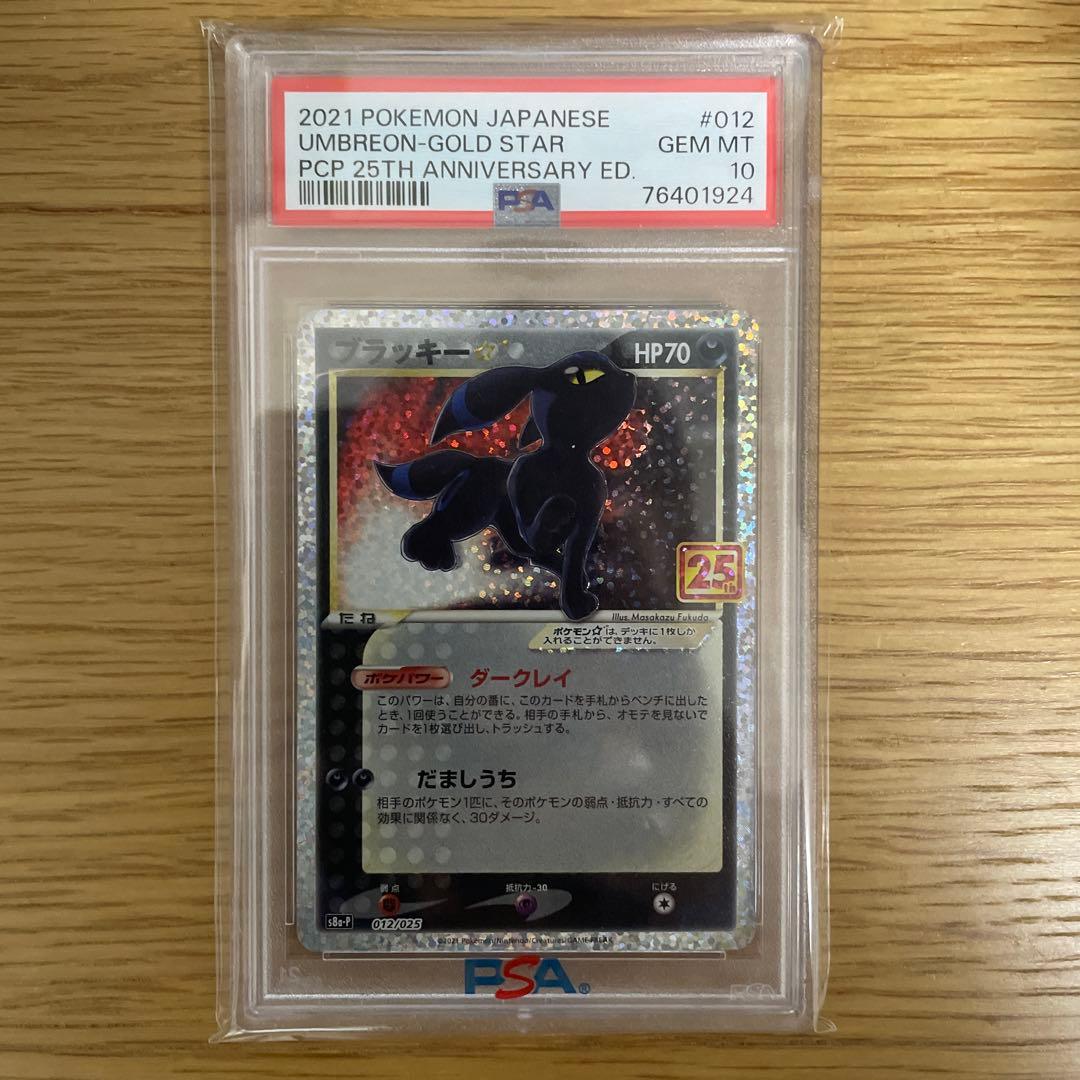 2021 POKEMON JAPANESE #012
UMBREON-GOLD STAR GEM MT
PCP 25TH ANNIVERSARY ED. 10
PSA 76401924
ブラッキー☆ HP70
25th
たね
Illus. Masakazu Fukuda
ポケモン☆は、デッキに1枚しか
入れることができません。
ポケパワー ダークレイ
このパワーは、自分の番に、このカードを手札からベンチに出した
とき、1回使うことができる。相手の手札から、オモテを見ないで
カードを1枚選び出し、トラッシュする。
だましうち
相手のポケモン1匹に、そのポケモンの弱点・抵抗力・すべての
効果に関係なく、30ダメージ。
弱点 抵抗力-30 にげる
s8a-P 012/025
©2021 Pokémon/Nintendo/Creatures/GAME FREAK
PSA®